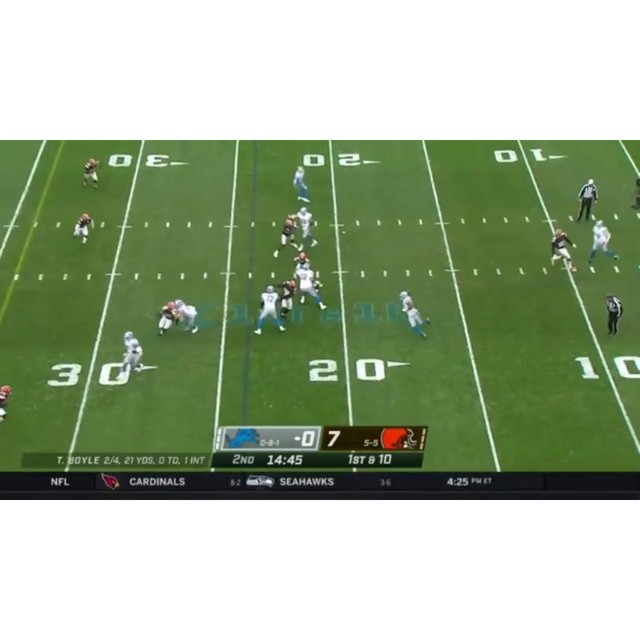 30 20 10
1st & 10
30 20 10
0-8-1 0 7 5-5
T. BOYLE 2/4, 21 YDS, 0 TD, 1 INT 2ND 14:45 1ST & 10
NFL CARDINALS 8-2 SEAHAWKS 3-6 4:25 PM ET